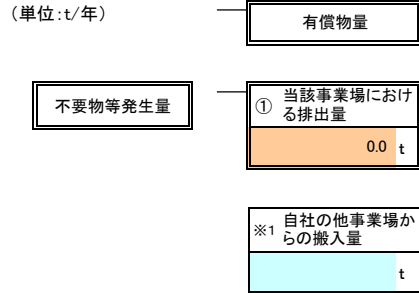 （単位:t/年）
有償物量
不要物等発生量
①
当該事業場におけ
る排出量
0.0 t
※1
自社の他事業場か
らの搬入量
t